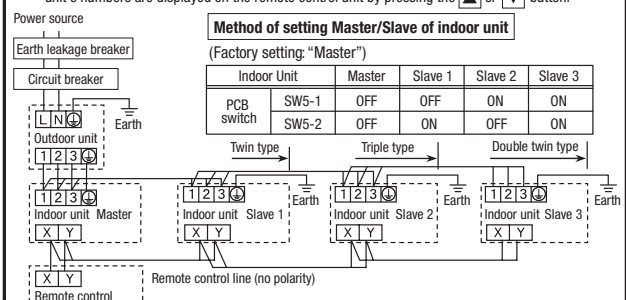 unit's numbers are displayed on the remote control unit by pressing the ▲ or ▼ button.
Power source
Earth leakage breaker
Circuit breaker
Method of setting Master/Slave of indoor unit
(Factory setting: “Master”)
Indoor Unit Master Slave 1 Slave 2 Slave 3
PCB switch SW5-1 OFF OFF ON ON
SW5-2 OFF ON OFF ON
L N
Earth
Outdoor unit
1 2 3
Twin type
Triple type
Double twin type
1 2 3
Indoor unit Master
X Y
1 2 3
Earth
Indoor unit Slave 1
X Y
1 2 3
Earth
Indoor unit Slave 2
X Y
1 2 3
Earth
Indoor unit Slave 3
X Y
X Y
Remote control
Remote control line (no polarity)